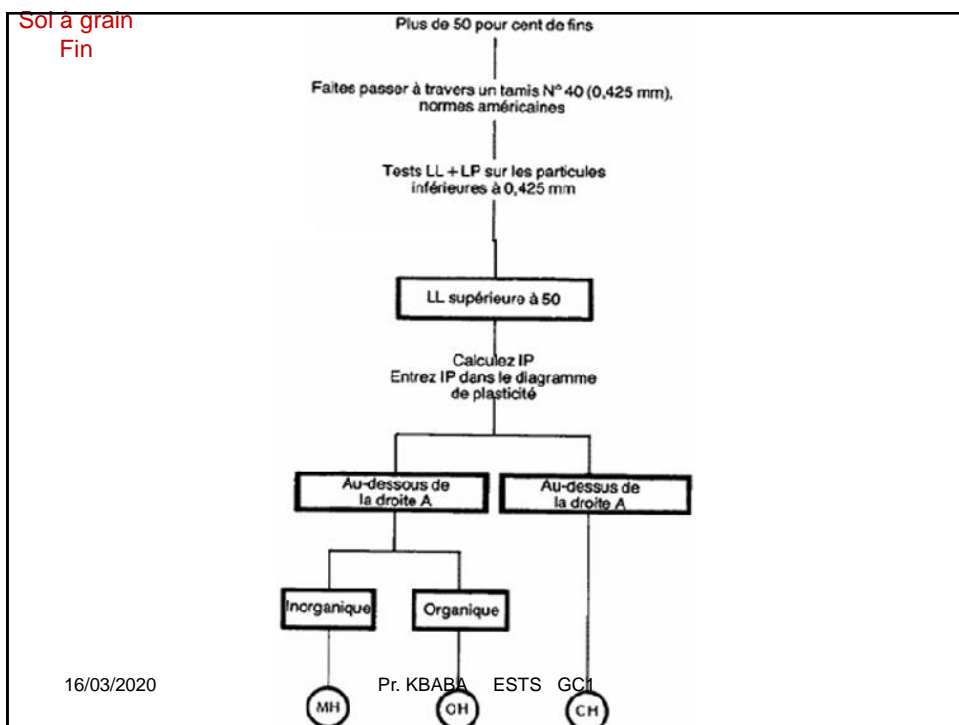 Sol à grain
Fin
Plus de 50 pour cent de fins
Faites passer à travers un tamis Nº 40 (0,425 mm),
normes américaines
Tests LL + LP sur les particules
inférieures à 0,425 mm
LL supérieure à 50
Calculez IP
Entrez IP dans le diagramme
de plasticité
Au-dessous de
la droite A
Au-dessus de
la droite A
Inorganique
Organique
16/03/2020
Pr. KBABA ESTS GC1
MH
OH
CH